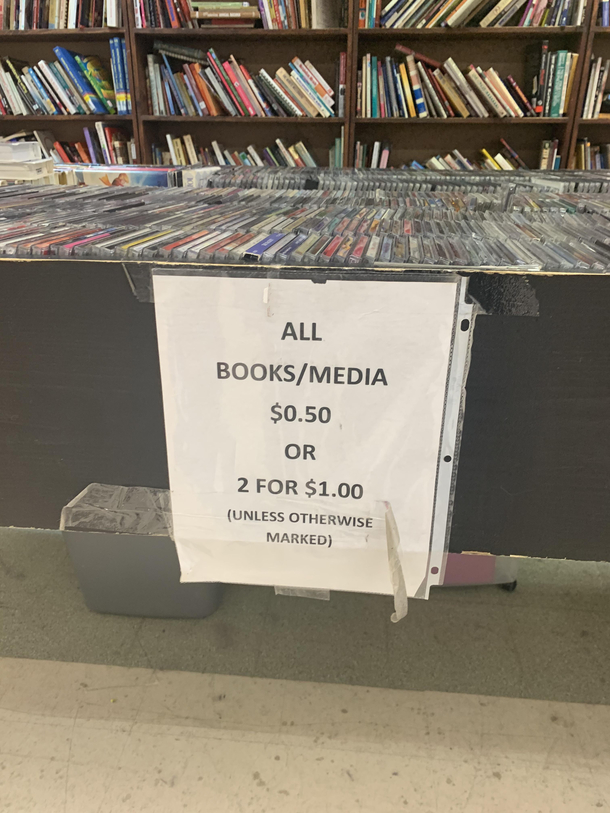 ALL
BOOKS/MEDIA
$0.50
OR
2 FOR $1.00
(UNLESS OTHERWISE
MARKED)